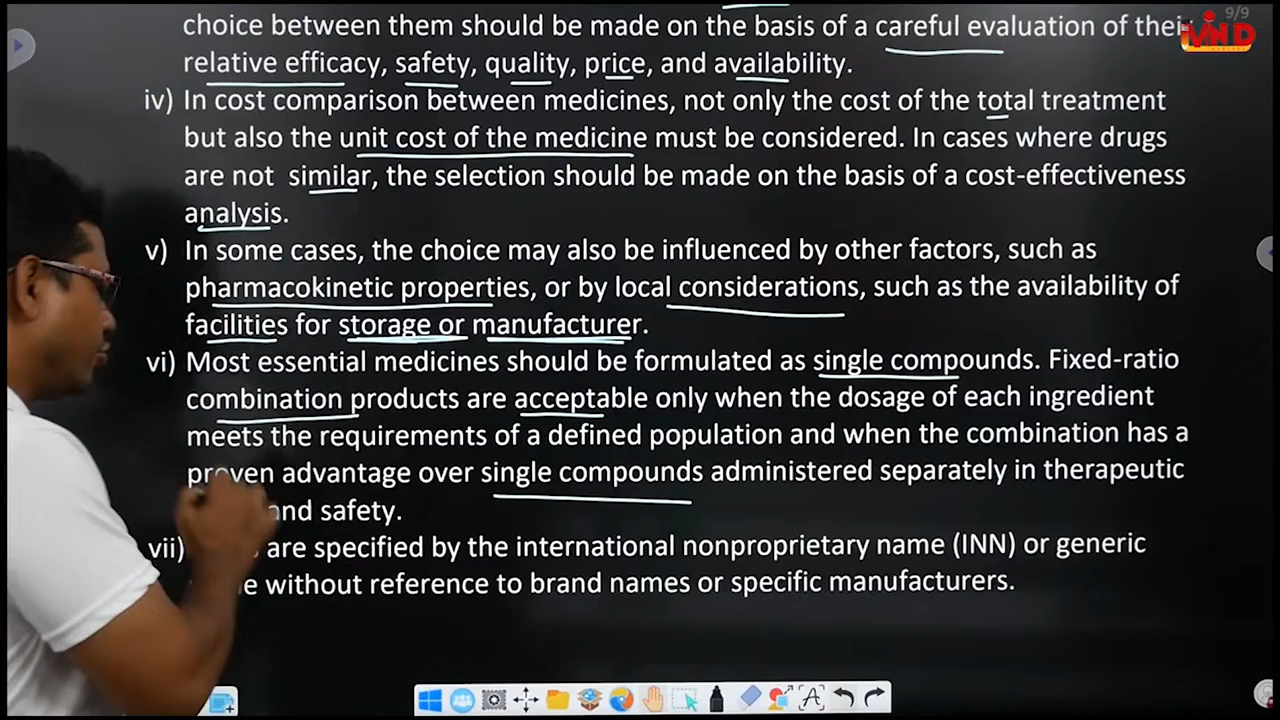 9/9
choice between them should be made on the basis of a careful evaluation of their
relative efficacy, safety, quality, price, and availability.
iv) In cost comparison between medicines, not only the cost of the total treatment
but also the unit cost of the medicine must be considered. In cases where drugs
are not similar, the selection should be made on the basis of a cost-effectiveness
analysis.
v) In some cases, the choice may also be influenced by other factors, such as
pharmacokinetic properties, or by local considerations, such as the availability of
facilities for storage or manufacturer.
vi) Most essential medicines should be formulated as single compounds. Fixed-ratio
combination products are acceptable only when the dosage of each ingredient
meets the requirements of a defined population and when the combination has a
proven advantage over single compounds administered separately in therapeutic
and safety.
vii) are specified by the international nonproprietary name (INN) or generic
without reference to brand names or specific manufacturers.